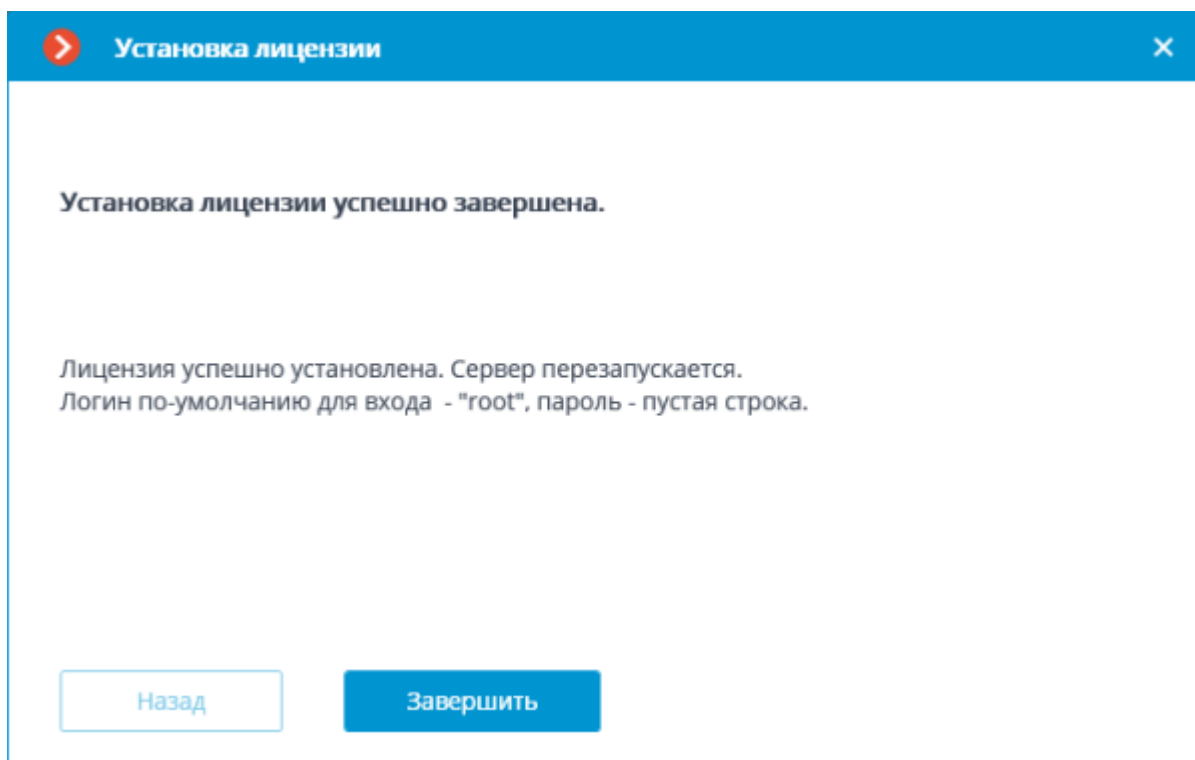 Установка лицензии
Установка лицензии успешно завершена.
Лицензия успешно установлена. Сервер перезапускается.
Логин по-умолчанию для входа - "root", пароль - пустая строка.
Назад
Завершить